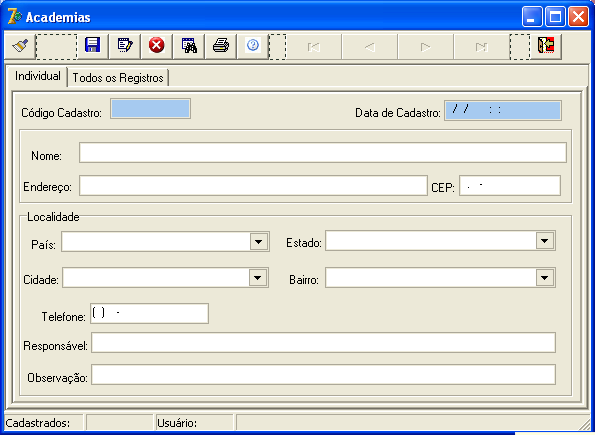 Academias
Individual Todos os Registros
Código Cadastro: Data de Cadastro: / / : :
Nome:
Endereço: CEP: . -
Localidade
País: Estado:
Cidade: Bairro:
Telefone: ( ) -
Responsável:
Observação:
Cadastrados: Usuário: